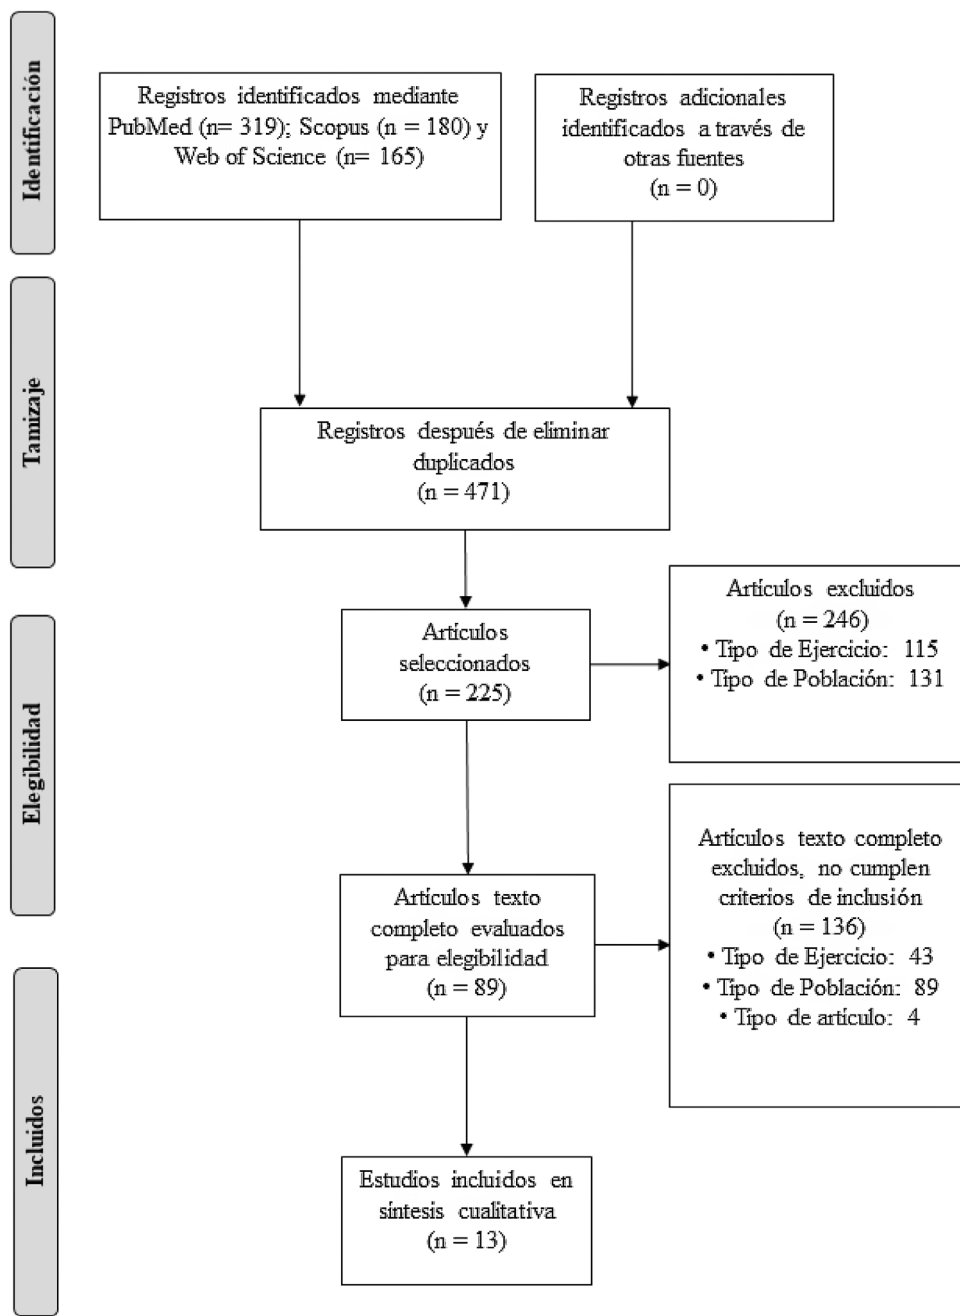 Identificación
Registros identificados mediante
PubMed (n= 319); Scopus (n = 180) y
Web of Science (n= 165)
Registros adicionales
identificados a través de
otras fuentes
(n = 0)
Tamizaje
Registros después de eliminar
duplicados
(n = 471)
Artículos
seleccionados
(n = 225)
Artículos excluidos
(n = 246)
• Tipo de Ejercicio: 115
• Tipo de Población: 131
Elegibilidad
Artículos texto
completo evaluados
para elegibilidad
(n = 89)
Artículos texto completo
excluidos, no cumplen
criterios de inclusión
(n = 136)
• Tipo de Ejercicio: 43
• Tipo de Población: 89
• Tipo de artículo: 4
Incluidos
Estudios incluidos en
síntesis cualitativa
(n = 13)